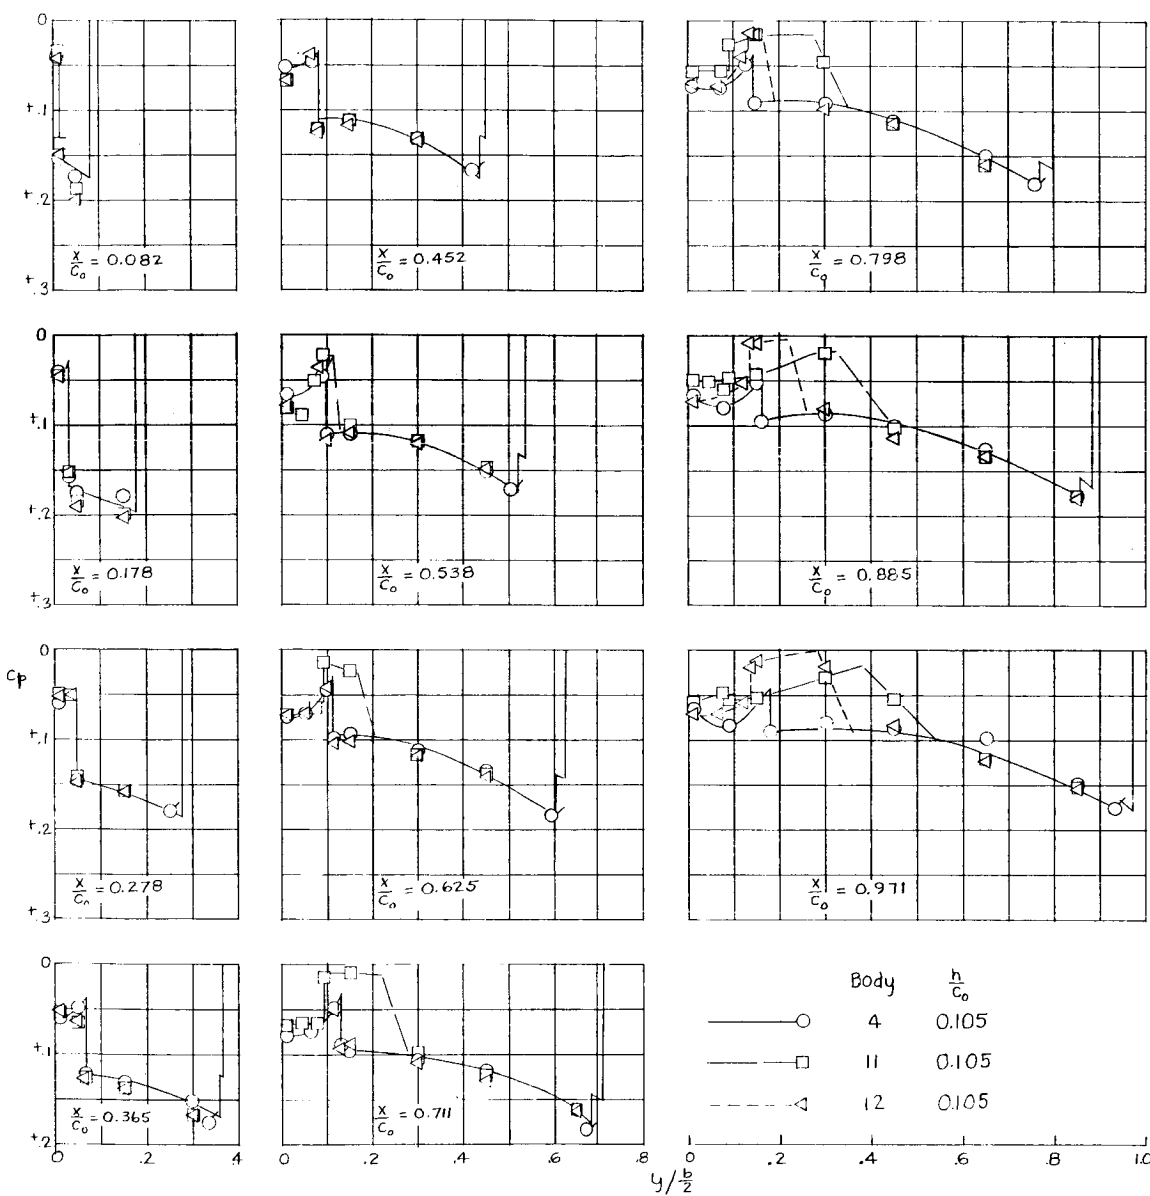 0
+.1
+.2
+.3
x/C₀ = 0.082
x/C₀ = 0.452
x/C₀ = 0.798
0
+.1
+.2
+.3
x/C₀ = 0.178
x/C₀ = 0.538
x/C₀ = 0.885
Cp
0
+.1
+.2
+.3
x/C₀ = 0.278
x/C₀ = 0.625
x/C₀ = 0.971
0
+.1
+.2
x/C₀ = 0.365
x/C₀ = 0.711
Body h/C₀
4 0.105
11 0.105
12 0.105
0 .2 .4 0 .2 .4 .6 .8 0 .2 .4 .6 .8 1.0
y/b/2